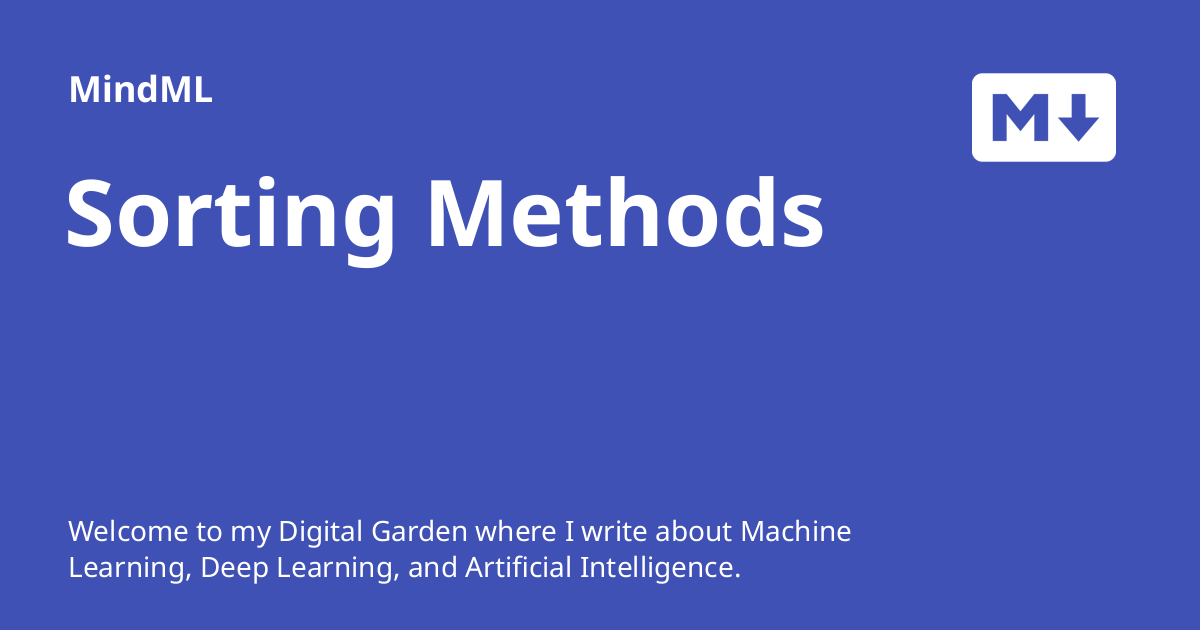 MindML
M
Sorting Methods
Welcome to my Digital Garden where I write about Machine
Learning, Deep Learning, and Artificial Intelligence.